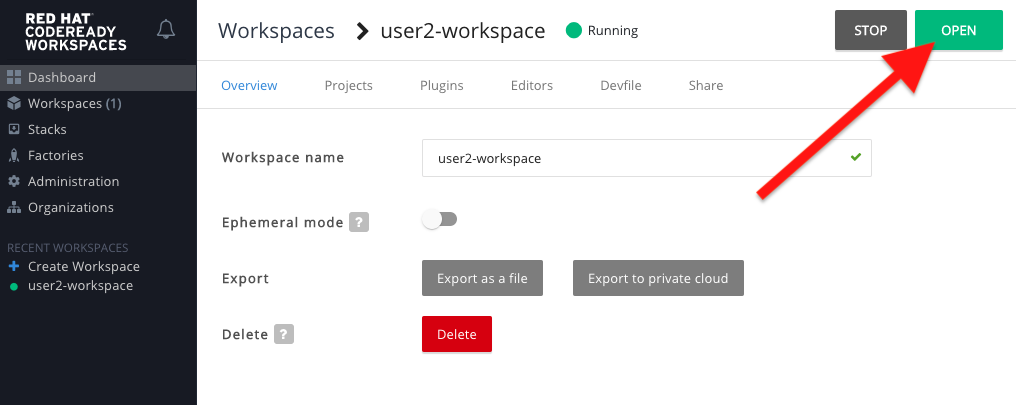 RED HAT
CODEREADY
WORKSPACES
Dashboard
Workspaces (1)
Stacks
Factories
Administration
Organizations
RECENT WORKSPACES
Create Workspace
user2-workspace
Workspaces user2-workspace Running STOP OPEN
Overview Projects Plugins Editors Devfile Share
Workspace name user2-workspace
Ephemeral mode ?
Export Export as a file Export to private cloud
Delete ? Delete